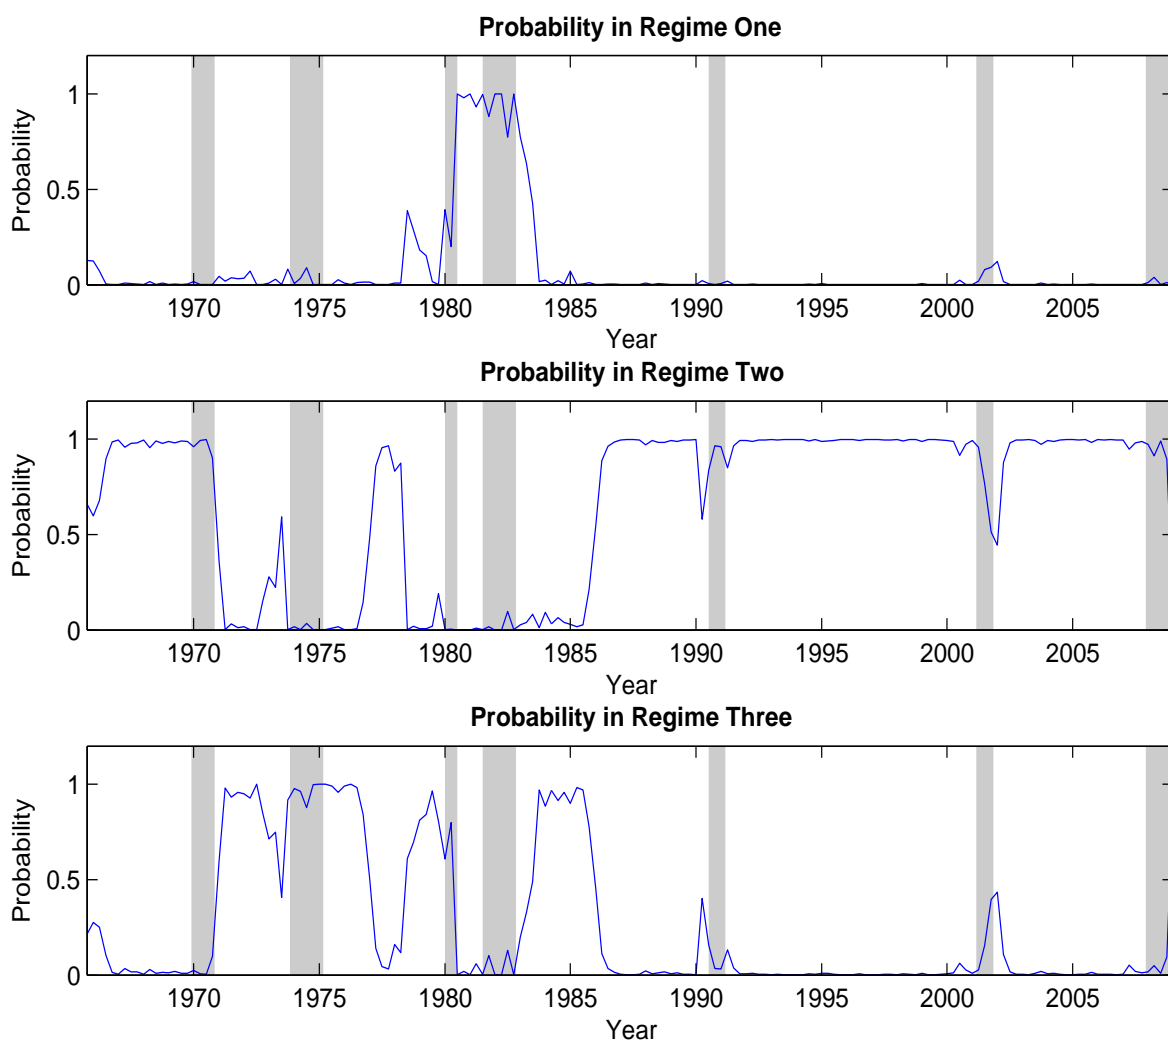 Probability in Regime One
1
0.5
0
Probability
1970 1975 1980 1985 1990 1995 2000 2005
Year
Probability in Regime Two
1
0.5
0
Probability
1970 1975 1980 1985 1990 1995 2000 2005
Year
Probability in Regime Three
1
0.5
0
Probability
1970 1975 1980 1985 1990 1995 2000 2005
Year